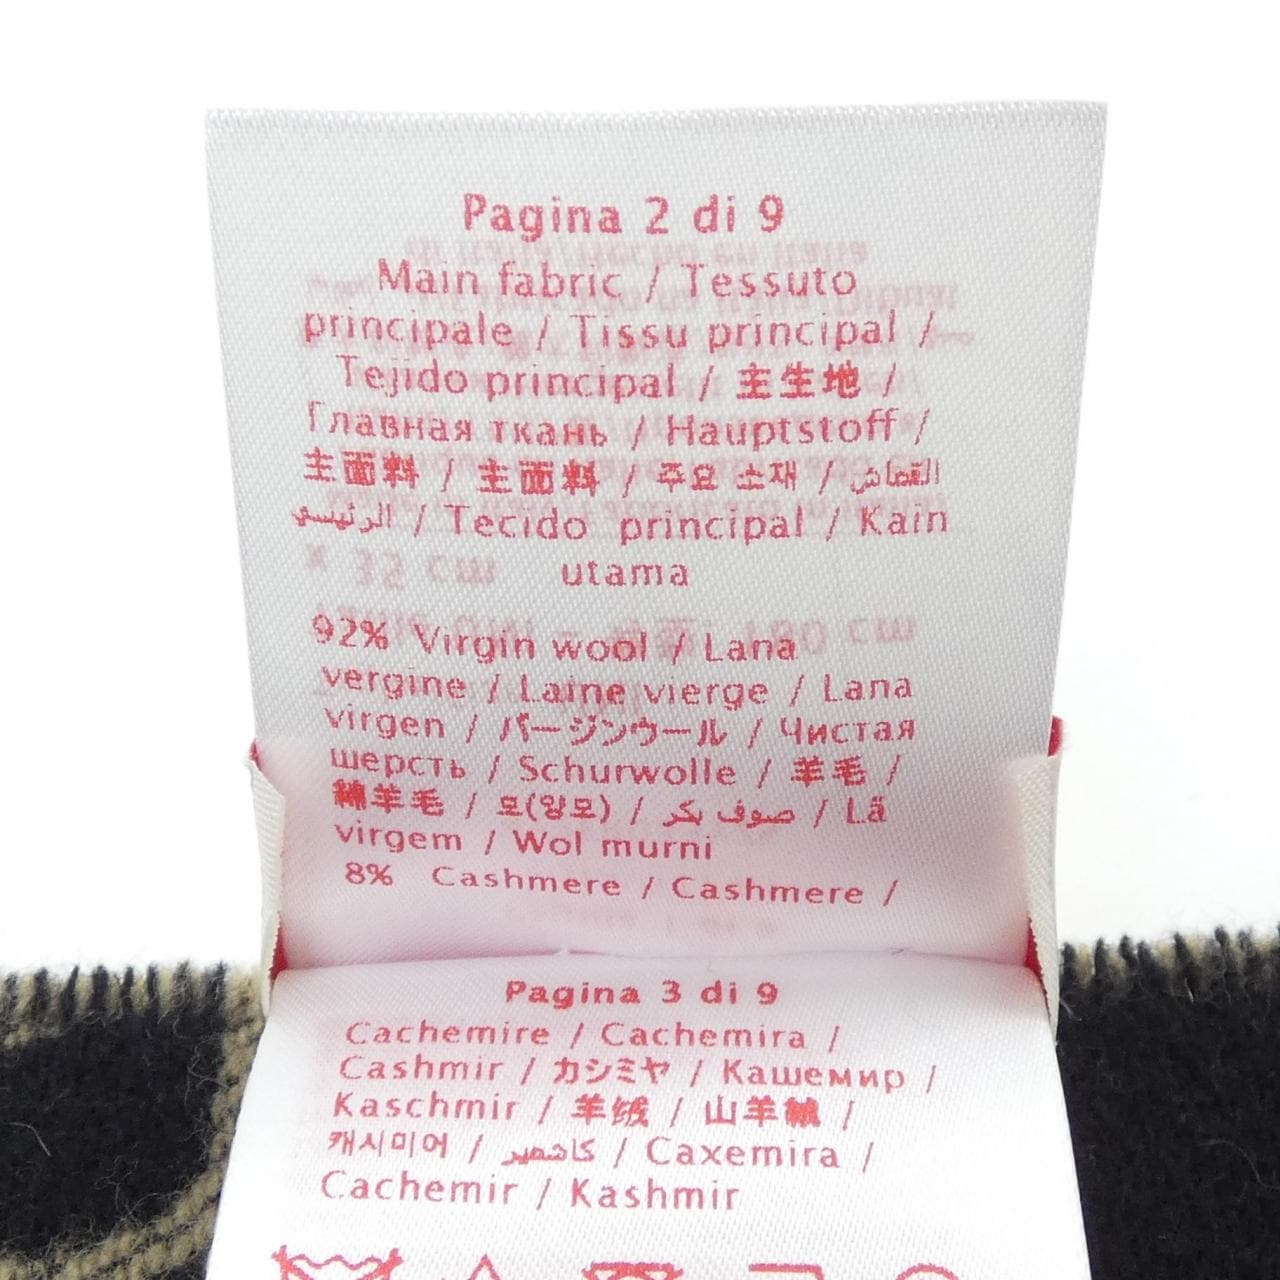 Pagina 2 di 9
Main fabric / Tessuto
principale / Tissu principal /
Tejido principal / 主生地 /
Главная ткань / Hauptstoff /
主面料 / 主面料 / 주요 소재 / القماش
الرئيسي / Tecido principal / Kain
utama
92% Virgin wool / Lana
vergine / Laine vierge / Lana
virgen / バージンウール / Чистая
шерсть / Schurwolle / 羊毛 /
綿羊毛 / 모(양모) / صوف بكر / Lä
virgem / Wol murni
8% Cashmere / Cashmere /
Pagina 3 di 9
Cachemire / Cachemira /
Cashmir / カシミヤ / Кашемир /
Kaschmir / 羊绒 / 山羊絨 /
캐시미어 / كاشمير / Caxemira /
Cachemir / Kashmir